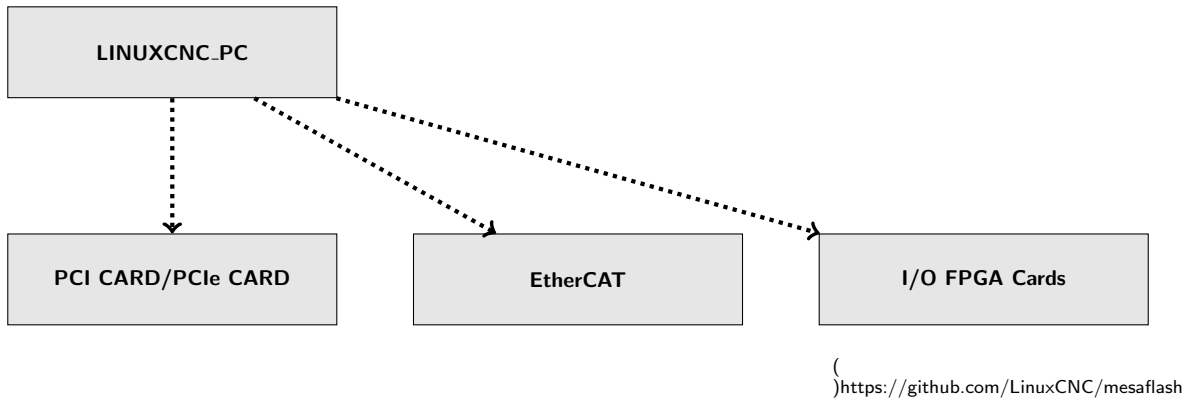 LINUXCNC_PC
PCI CARD/PCIe CARD
EtherCAT
I/O FPGA Cards
(
)https://github.com/LinuxCNC/mesaflash